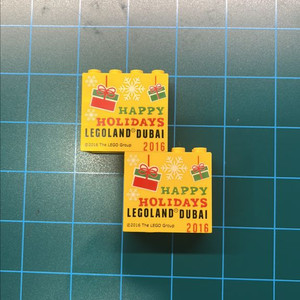 HAPPY
HOLIDAYS
LEGOLAND® DUBAI
©2016 The LEGO Group
2016
HAPPY
HOLIDAYS
LEGOLAND® DUBAI
©2016 The LEGO Group
2016